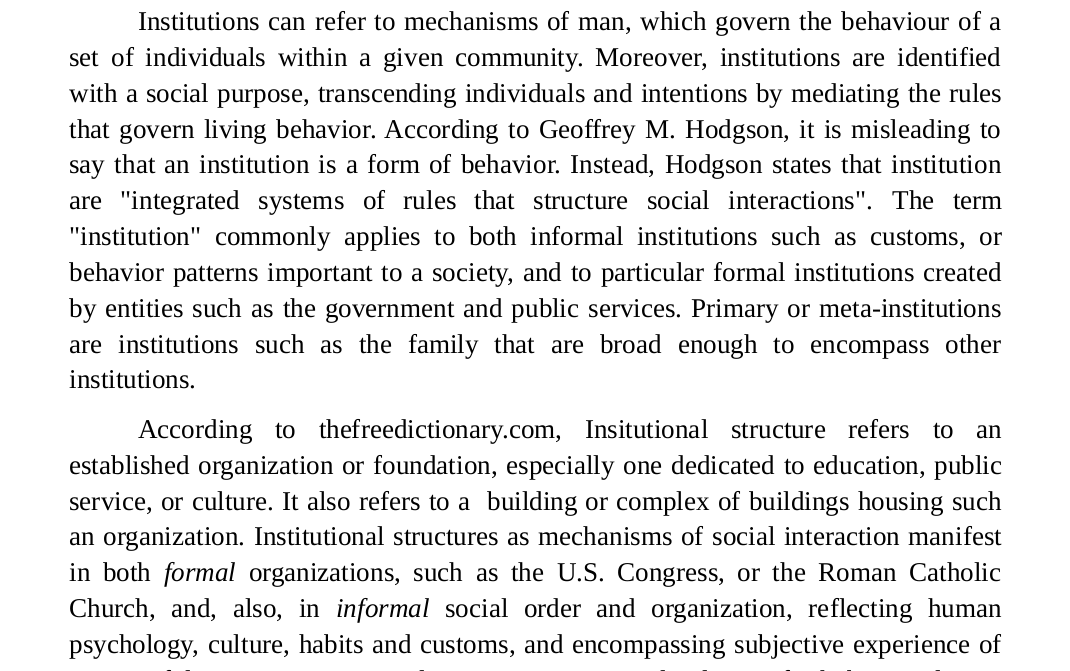 Institutions can refer to mechanisms of man, which govern the behaviour of a
set of individuals within a given community. Moreover, institutions are identified
with a social purpose, transcending individuals and intentions by mediating the rules
that govern living behavior. According to Geoffrey M. Hodgson, it is misleading to
say that an institution is a form of behavior. Instead, Hodgson states that institution
are "integrated systems of rules that structure social interactions". The term
"institution" commonly applies to both informal institutions such as customs, or
behavior patterns important to a society, and to particular formal institutions created
by entities such as the government and public services. Primary or meta-institutions
are institutions such as the family that are broad enough to encompass other
institutions.
According to thefreedictionary.com, Insitutional structure refers to an
established organization or foundation, especially one dedicated to education, public
service, or culture. It also refers to a building or complex of buildings housing such
an organization. Institutional structures as mechanisms of social interaction manifest
in both formal organizations, such as the U.S. Congress, or the Roman Catholic
Church, and, also, in informal social order and organization, reflecting human
psychology, culture, habits and customs, and encompassing subjective experience of